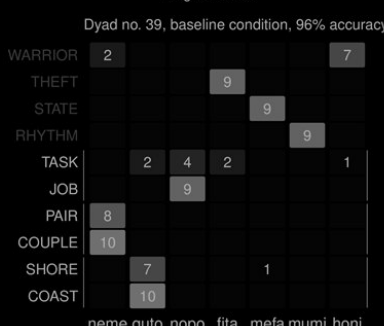 Dyad no. 39, baseline condition, 96% accuracy
WARRIOR 2 7
THEFT 9
STATE 9
RHYTHM 9
TASK 2 4 2 1
JOB 9
PAIR 8
COUPLE 10
SHORE 7 1
COAST 10
neme guto nopo fita mefa mumi honi